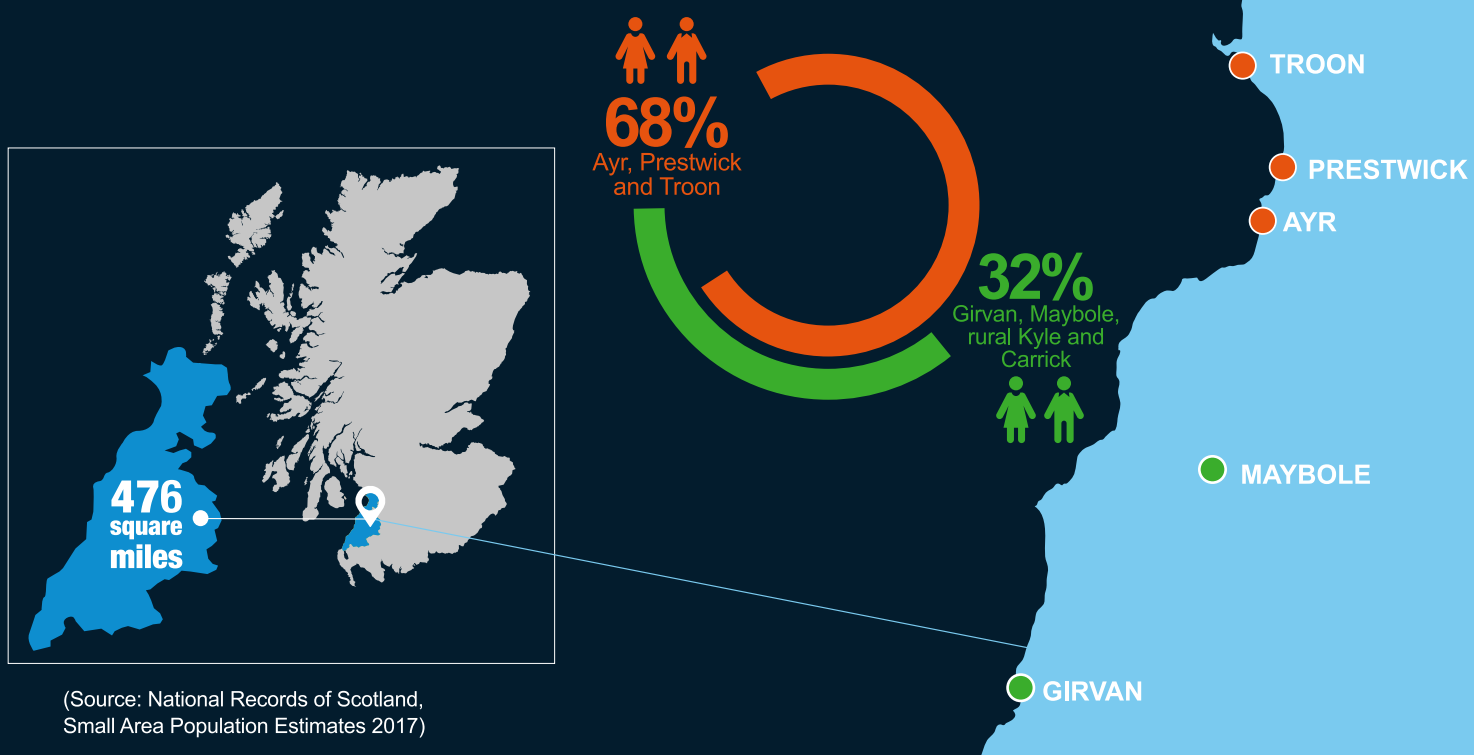 68%
Ayr, Prestwick
and Troon
32%
Girvan, Maybole,
rural Kyle and
Carrick
476
square
miles
(Source: National Records of Scotland,
Small Area Population Estimates 2017)
TROON
PRESTWICK
AYR
MAYBOLE
GIRVAN